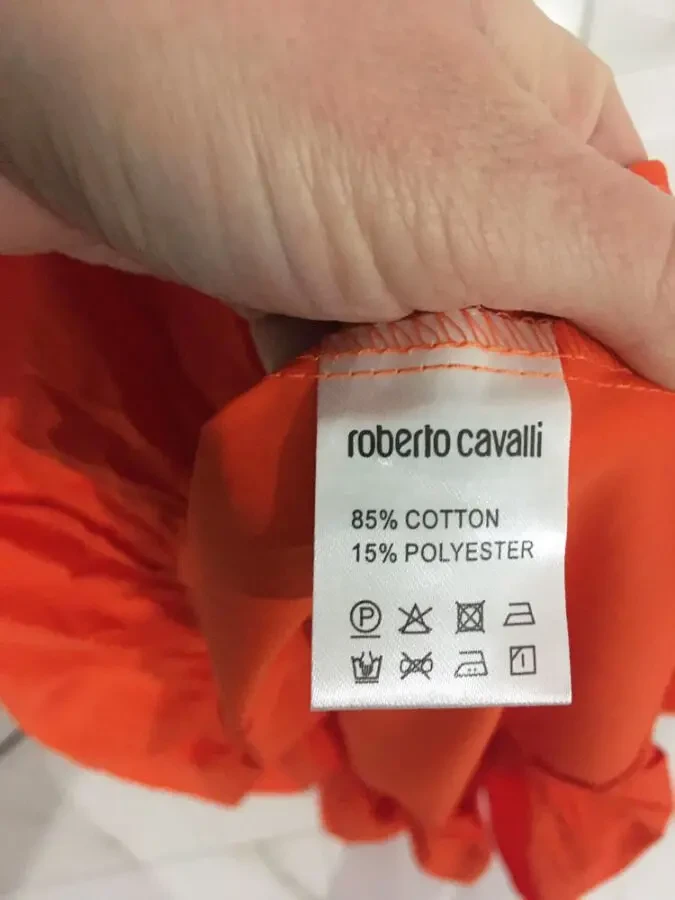 roberto cavalli
85% COTTON
15% POLYESTER
P